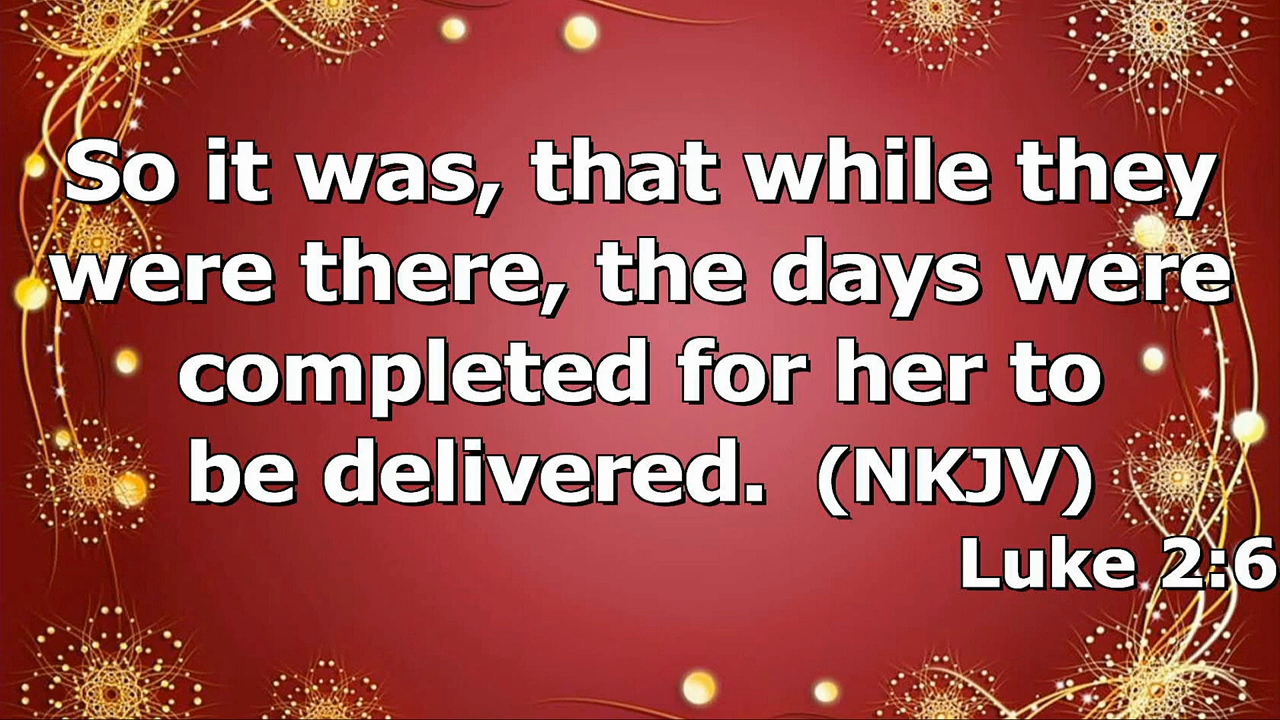 So it was, that while they
were there, the days were
completed for her to
be delivered.  (NKJV)
Luke 2:6